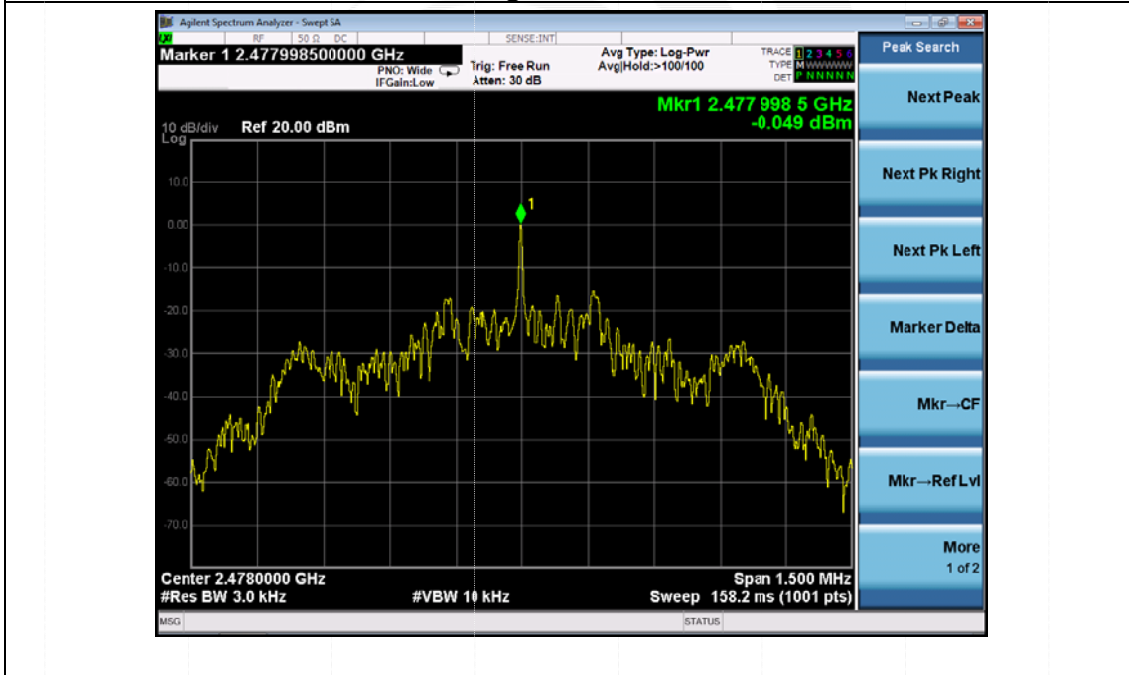 Agilent Spectrum Analyzer - Swept SA
RF 50 Ω DC SENSE:INT
Marker 1 2.477998500000 GHz
PNO: Wide
IFGain:Low
Trig: Free Run
Atten: 30 dB
Avg Type: Log-Pwr
Avg|Hold:>100/100
TRACE 1 2 3 4 5 6
TYPE M WWWWW
DET P N N N N N
Mkr1 2.477 998 5 GHz
-0.049 dBm
10 dB/div Ref 20.00 dBm
Log
10.0
0.00
-10.0
-20.0
-30.0
-40.0
-50.0
-60.0
-70.0
1
Center 2.4780000 GHz
Span 1.500 MHz
#Res BW 3.0 kHz
#VBW 10 kHz
Sweep 158.2 ms (1001 pts)
MSG
STATUS
Peak Search
Next Peak
Next Pk Right
Next Pk Left
Marker Delta
Mkr→CF
Mkr→Ref Lvl
More
1 of 2